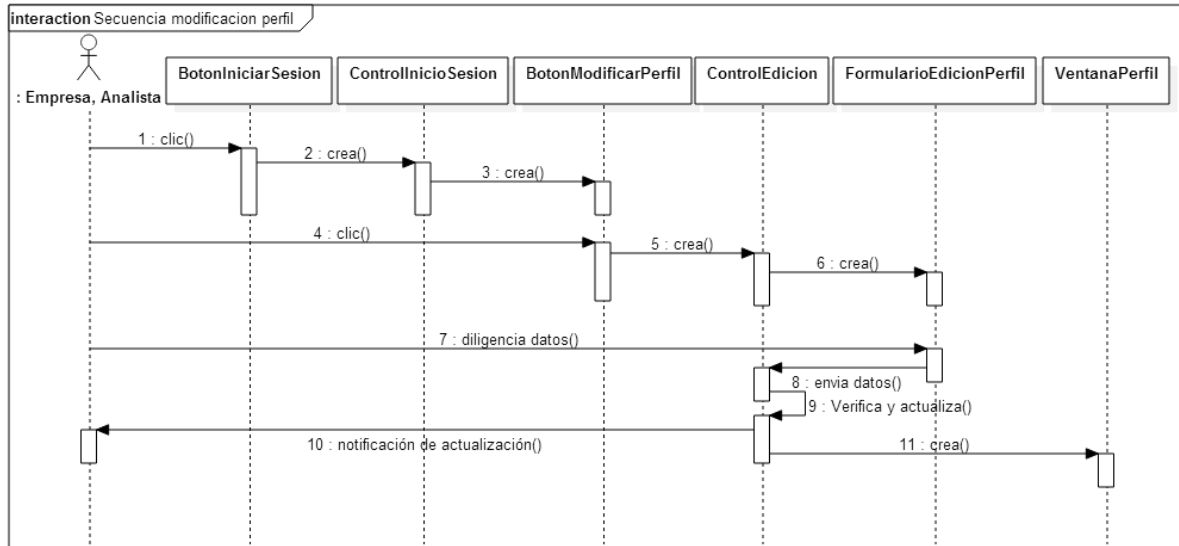 interaction Secuencia modificacion perfil
: Empresa, Analista
BotonIniciarSesion
ControlInicioSesion
BotonModificarPerfil
ControlEdicion
FormularioEdicionPerfil
VentanaPerfil
1 : clic()
2 : crea()
3 : crea()
4 : clic()
5 : crea()
6 : crea()
7 : diligencia datos()
8 : envia datos()
9 : Verifica y actualiza()
10 : notificación de actualización()
11 : crea()